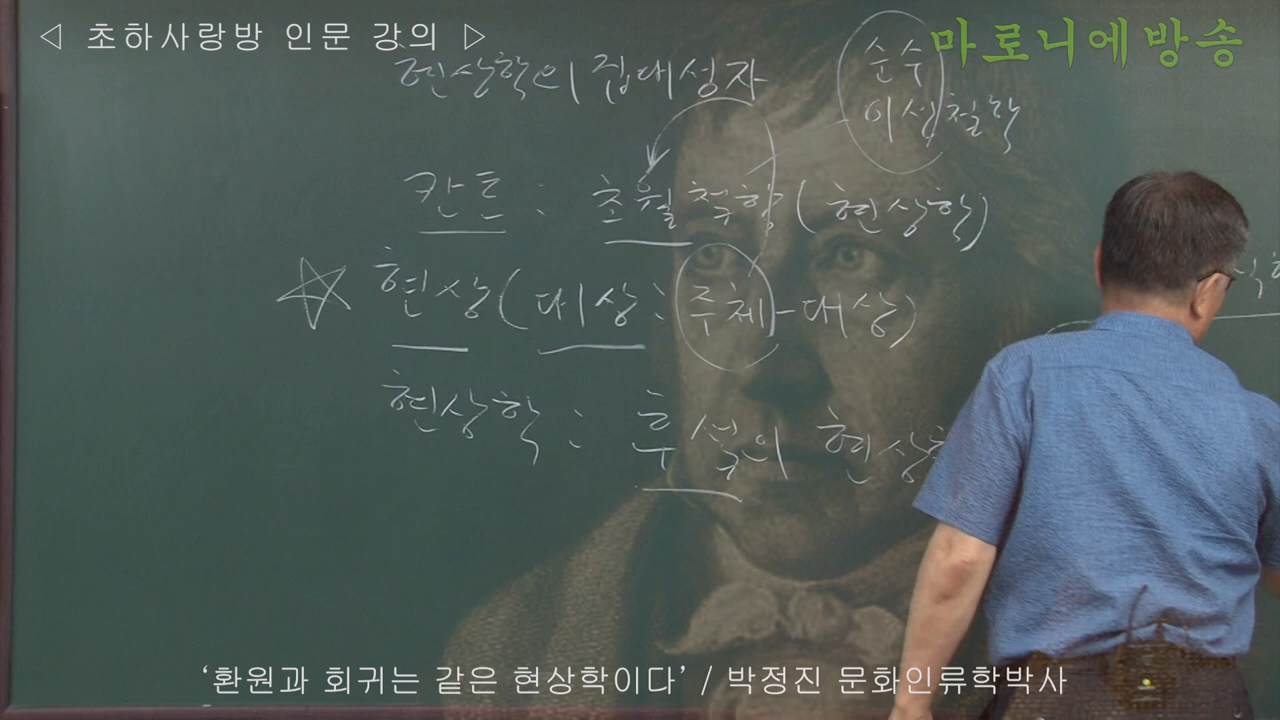 ◁ 초하사랑방 인문 강의 ▷
마로니에방송
현상학의 집대성자
순수
이성철학
칸트 : 초월철학 (현상학)
☆ 현상 (대상 : 주체-대상)
현상학 : 후설의 현상
‘환원과 회귀는 같은 현상학이다’ / 박정진 문화인류학박사